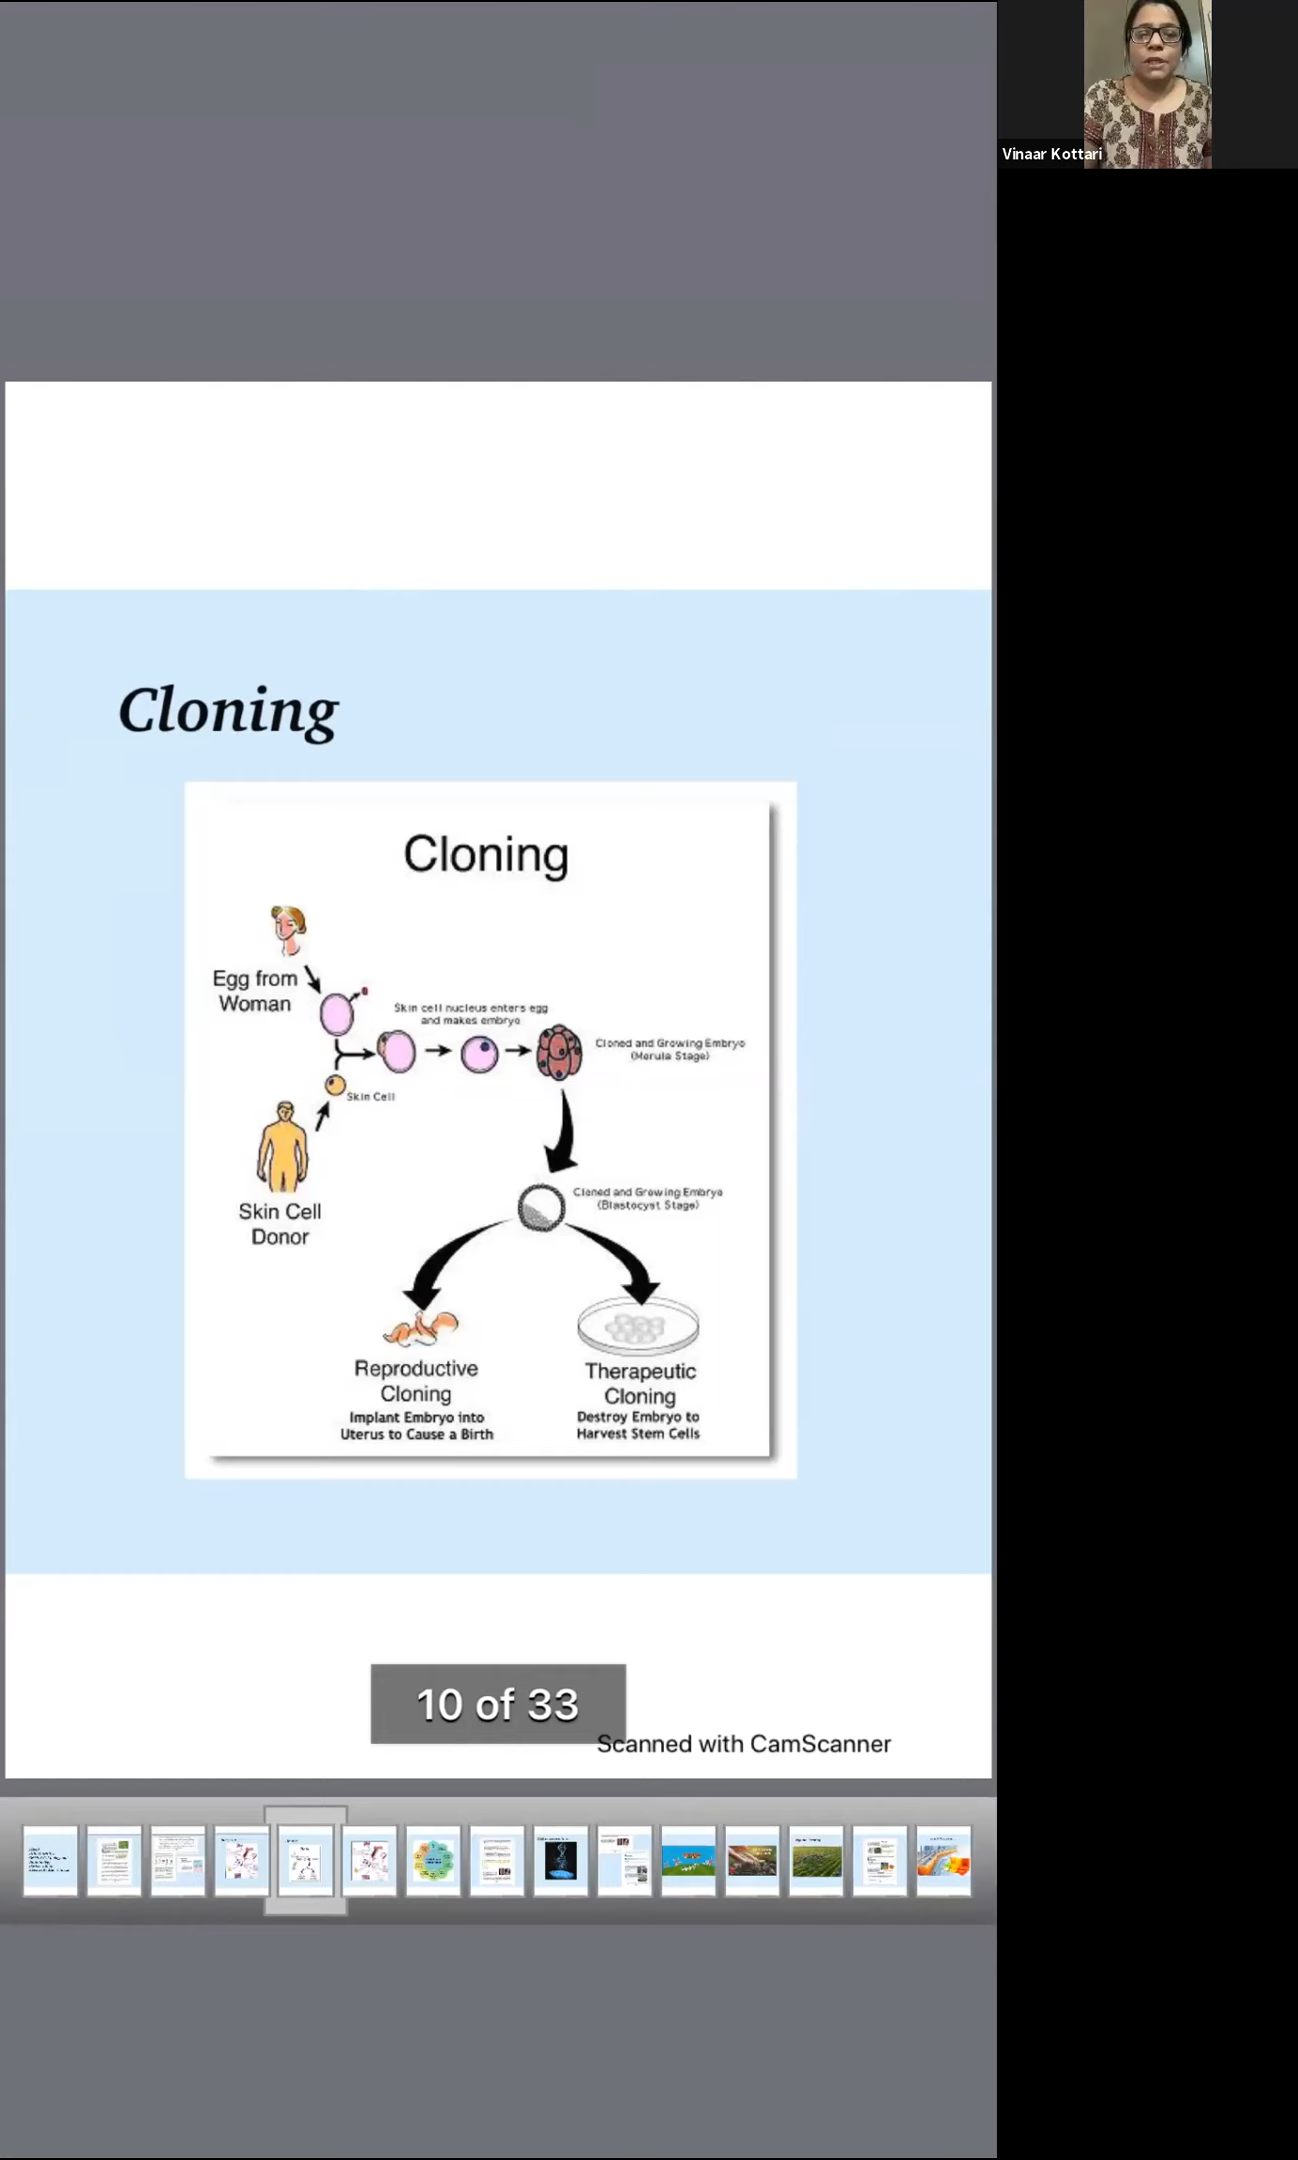 Vinaar Kottari
Cloning
Cloning
Egg from
Woman
Skin cell nucleus enters egg
and makes embryo
Cloned and Growing Embryo
(Morula Stage)
Skin Cell
Cloned and Growing Embryo
(Blastocyst Stage)
Skin Cell
Donor
Reproductive
Cloning
Implant Embryo into
Uterus to Cause a Birth
Therapeutic
Cloning
Destroy Embryo to
Harvest Stem Cells
10 of 33
Scanned with CamScanner